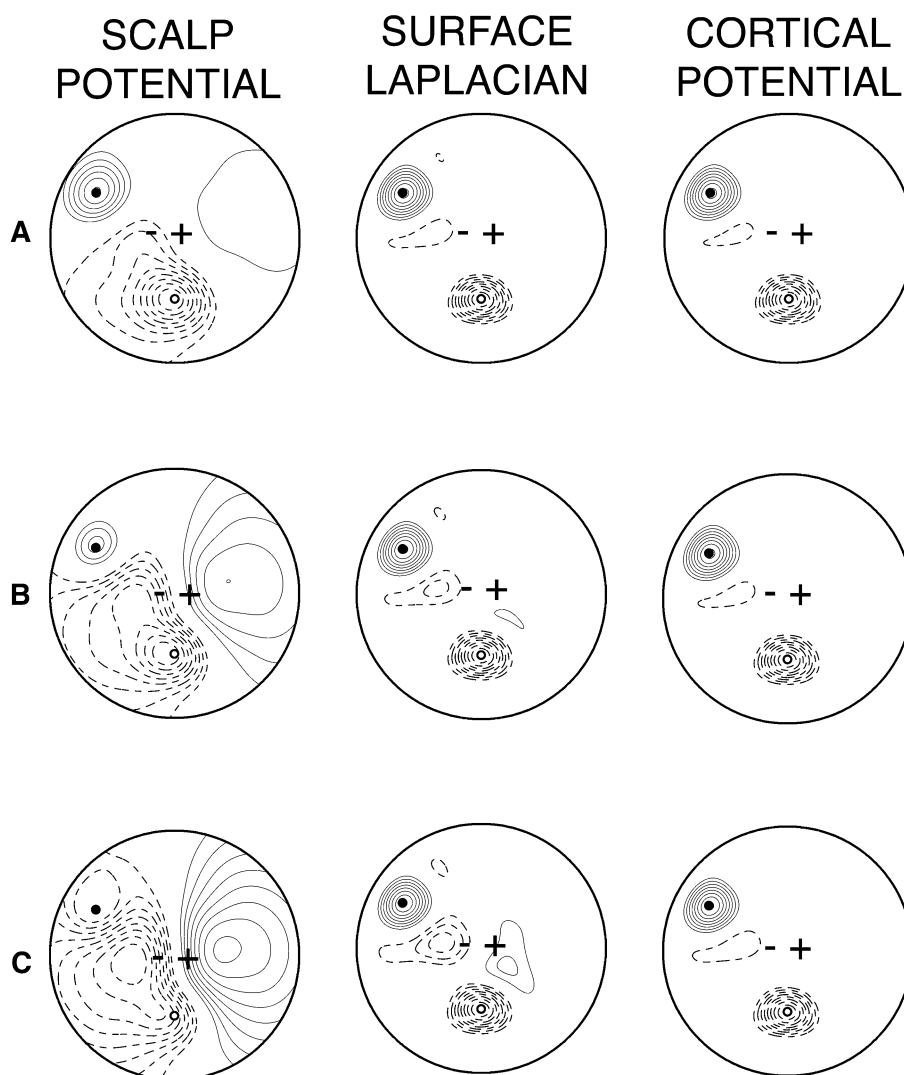 SCALP POTENTIAL
SURFACE LAPLACIAN
CORTICAL POTENTIAL
A
- +
- +
- +
B
- +
- +
- +
C
- +
- +
- +